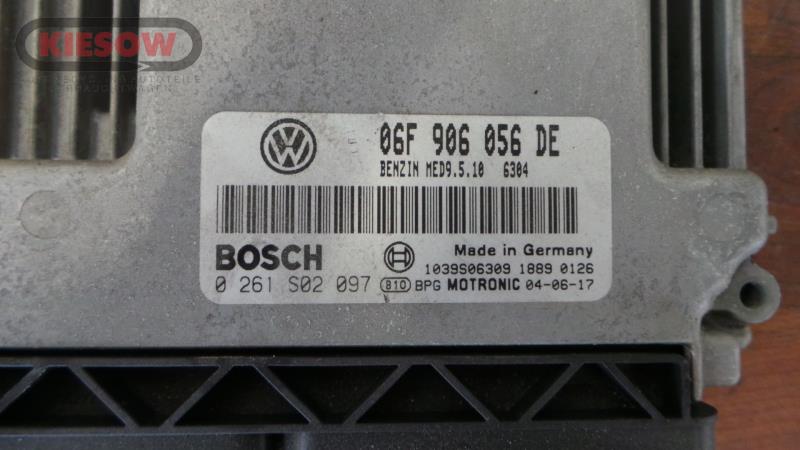 KIESOW
06F 906 056 DE
BENZIN MED9.5.10 6304
BOSCH
Made in Germany
1039S06309 1889 0126
0 261 S02 097 810 BPG MOTRONIC 04-06-17